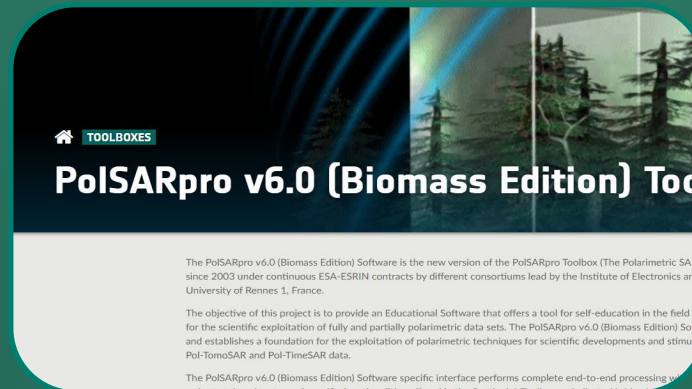 TOOLBOXES
PolSARpro v6.0 (Biomass Edition)
The PolSARpro v6.0 (Biomass Edition) Software is the new version of the PolSARpro Toolbox (The Polarimetric SA
since 2003 under continuous ESA-ESRIN contracts by different consortiums lead by the Institute of Electronics
University of Rennes 1, France.
The objective of this project is to provide an Educational Software that offers a tool for self-education in the field
for the scientific exploitation of fully and partially polarimetric data sets. The PolSARpro v6.0 (Biomass Edition) So
and establishes a foundation for the exploitation of polarimetric techniques for scientific developments and stimu
Pol-TomoSAR and Pol-TimeSAR data.
The PolSARpro v6.0 (Biomass Edition) Software specific interface performs complete end-to-end processing